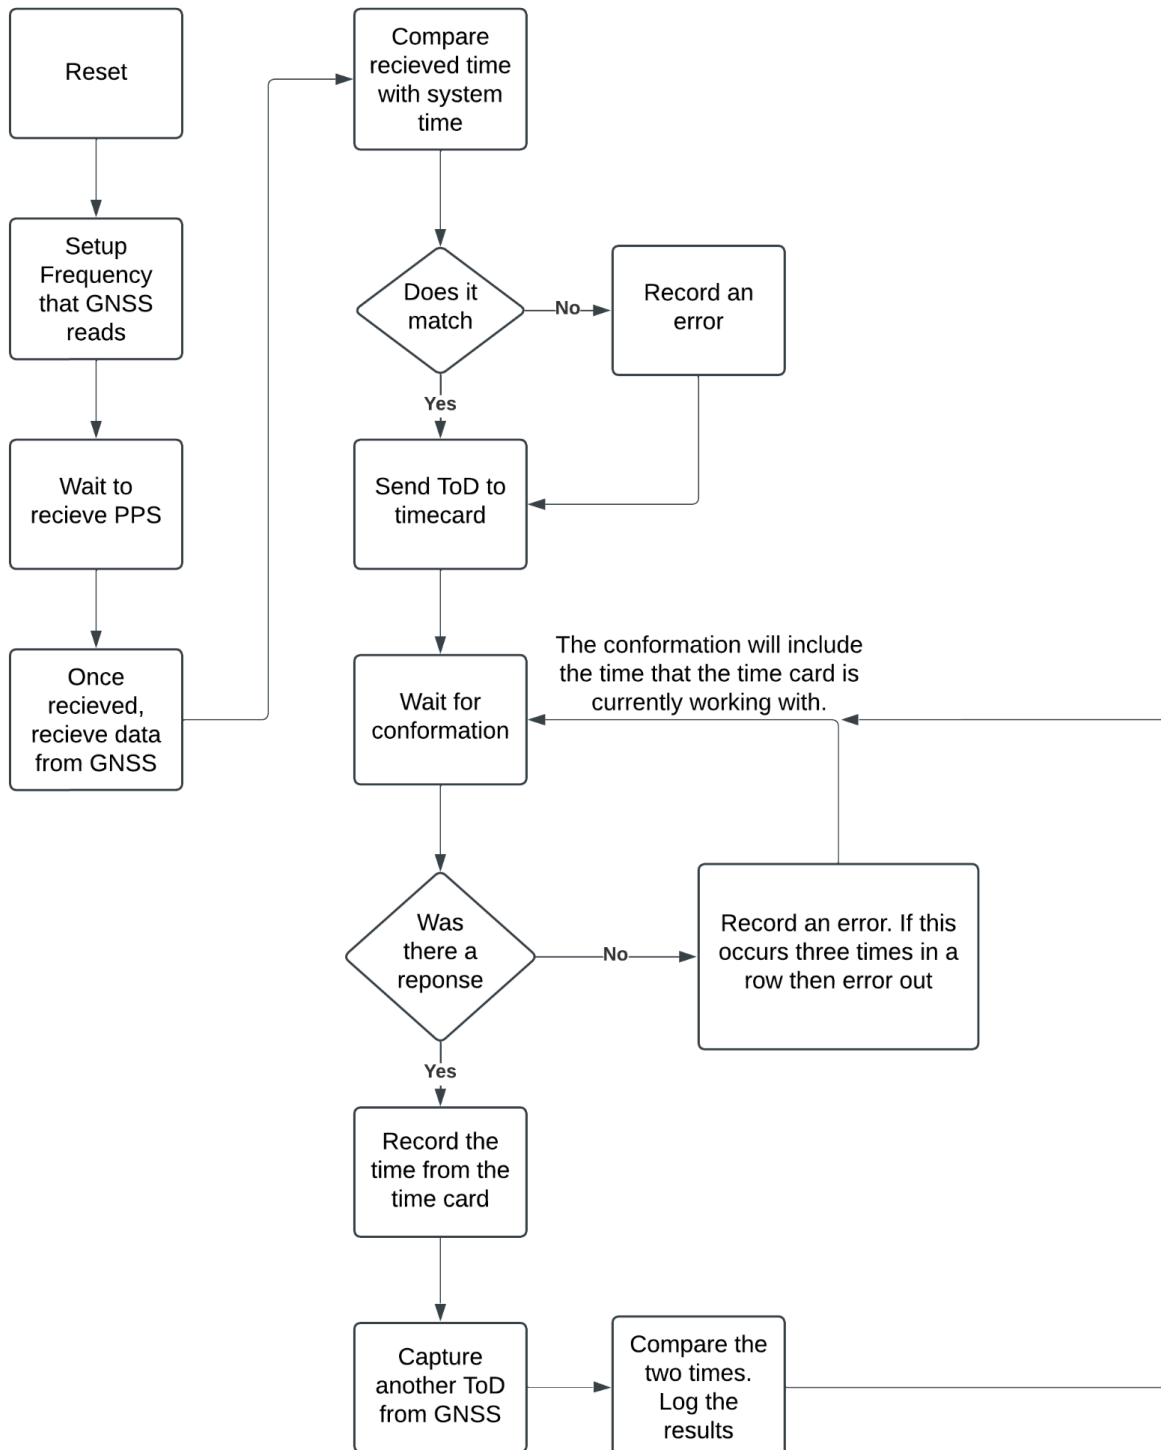 Reset
Setup
Frequency
that GNSS
reads
Wait to
recieve PPS
Once
recieved,
recieve data
from GNSS
Compare
recieved time
with system
time
Does it
match
No
Record an
error
Yes
Send ToD to
timecard
The conformation will include
the time that the time card is
currently working with.
Wait for
conformation
Was
there a
reponse
No
Record an error. If this
occurs three times in a
row then error out
Yes
Record the
time from the
time card
Capture
another ToD
from GNSS
Compare the
two times.
Log the
results